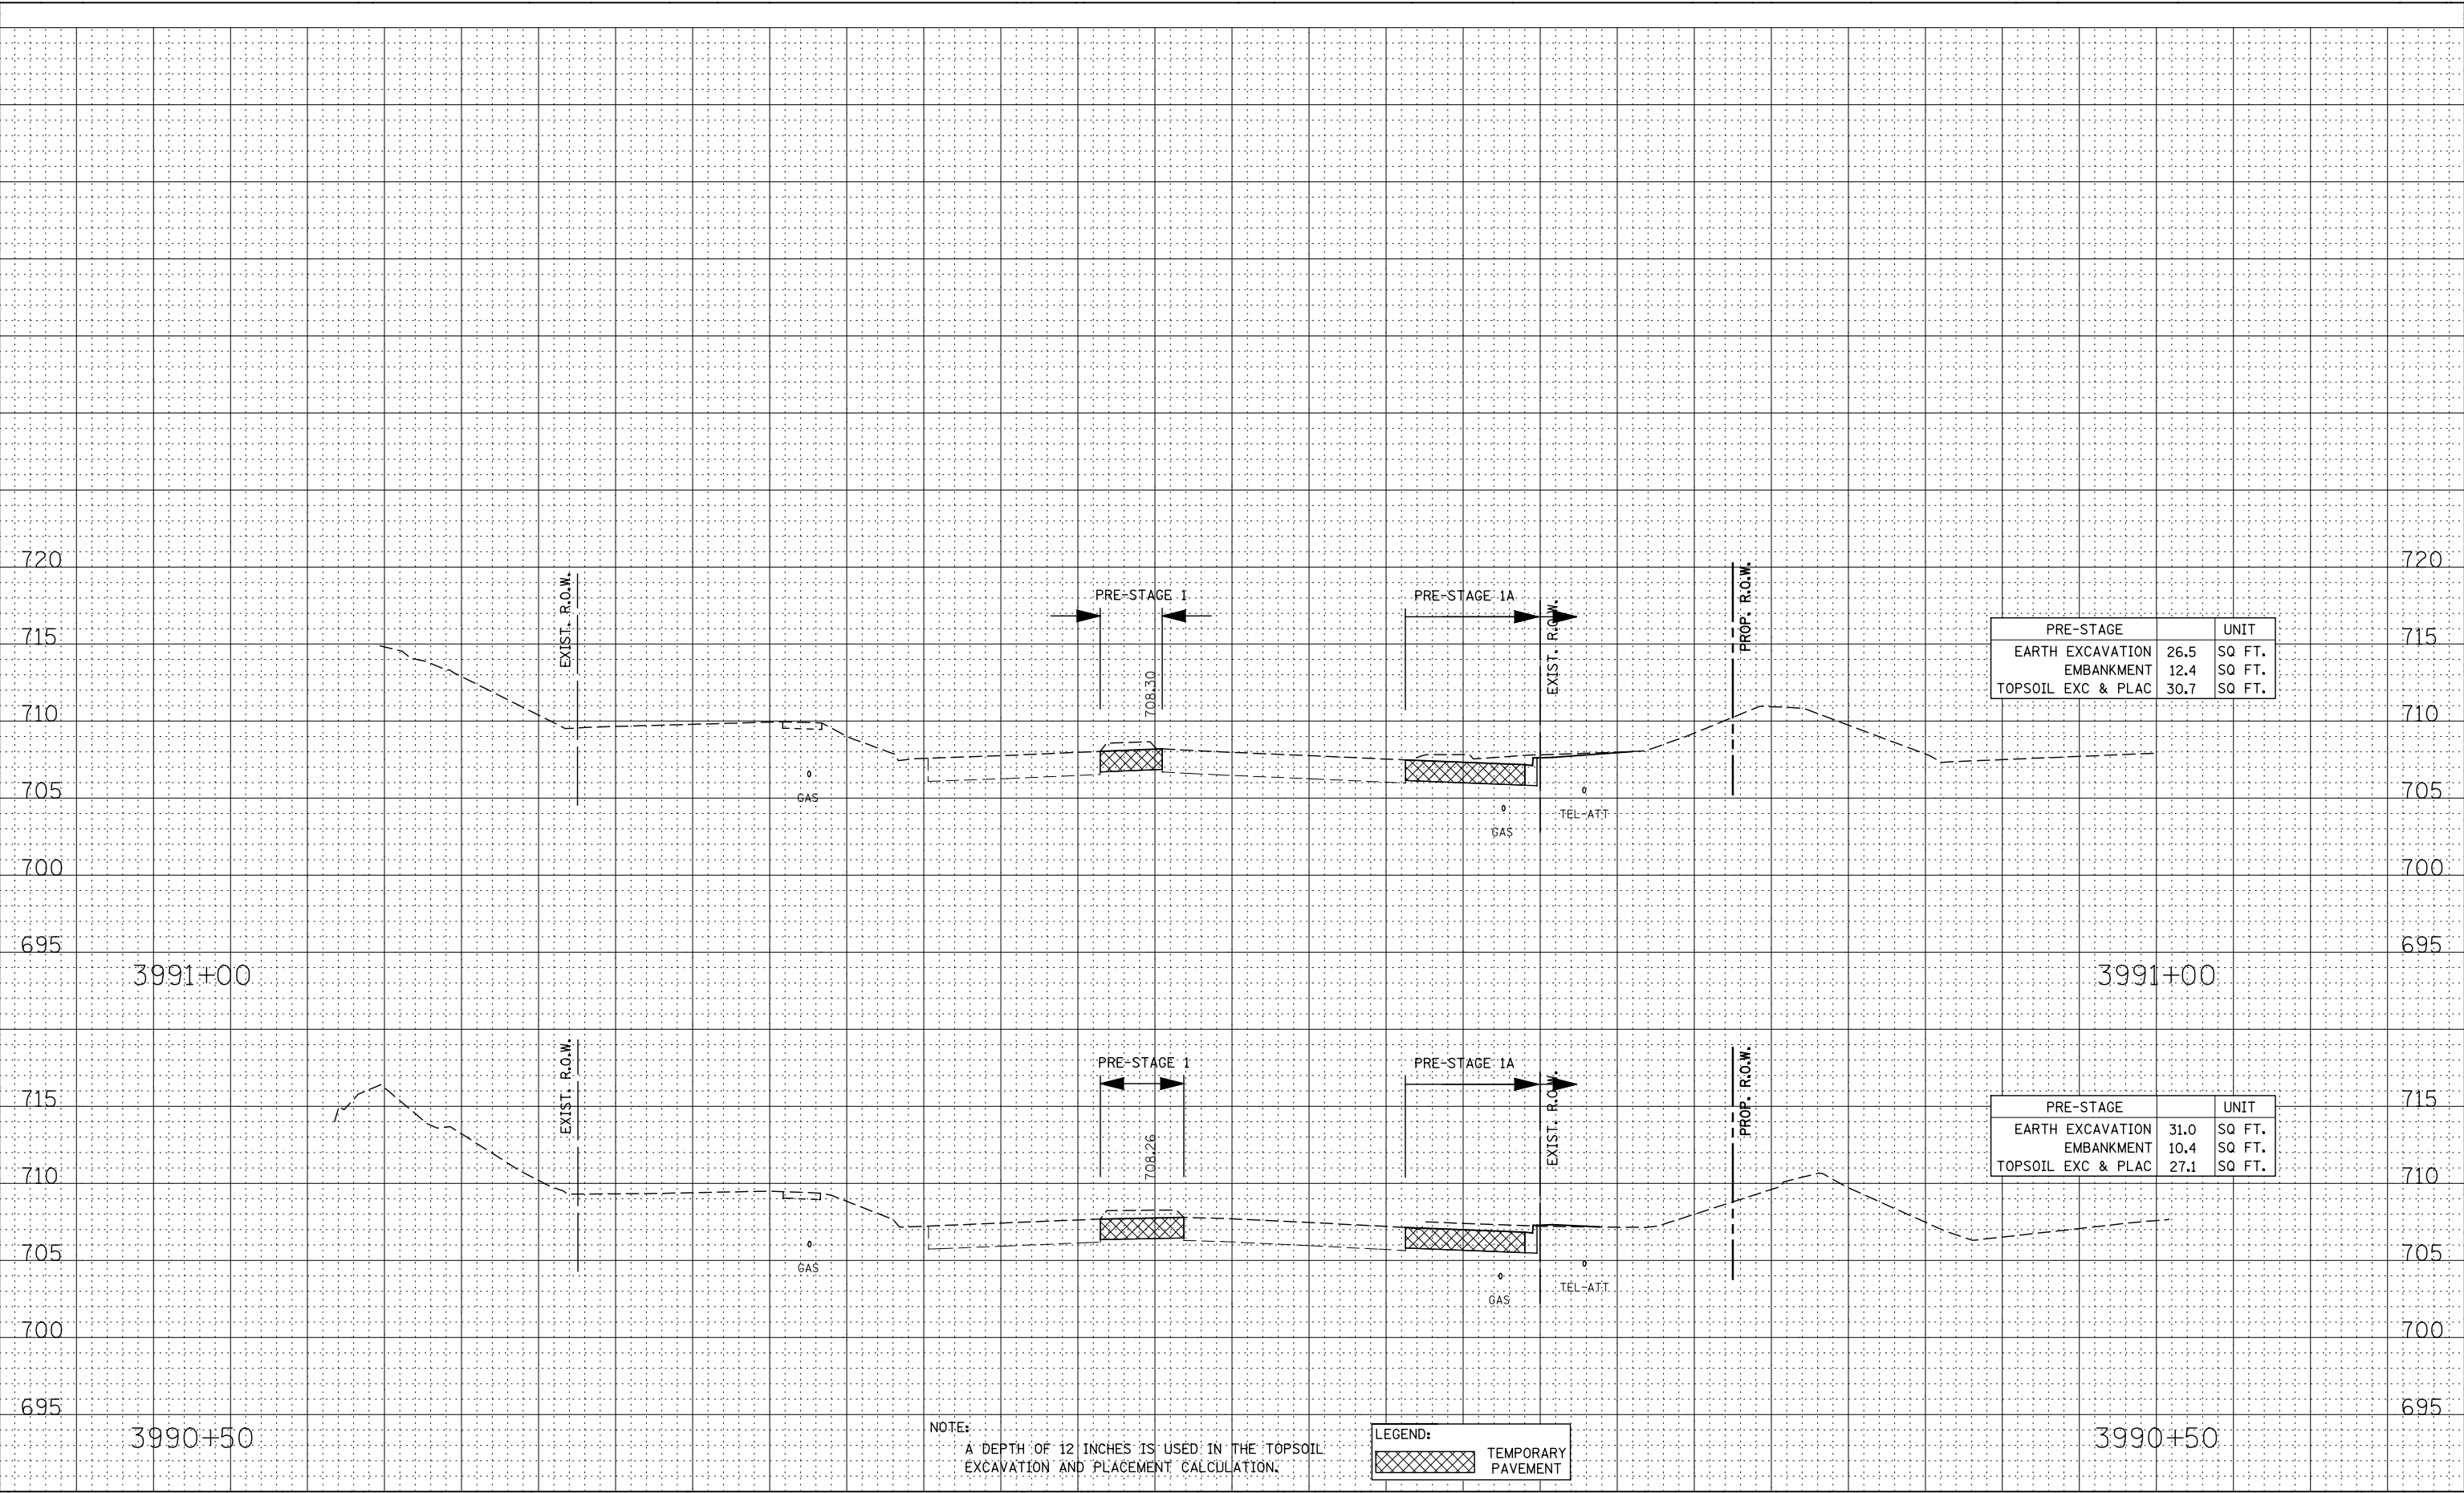 720
720
EXIST. R.O.W.
PRE-STAGE 1
PRE-STAGE 1A
EXIST. R.O.W.
PROP. R.O.W.
715
715
PRE-STAGE UNIT
EARTH EXCAVATION 26.5 SQ FT.
EMBANKMENT 12.4 SQ FT.
TOPSOIL EXC & PLAC 30.7 SQ FT.
708.30
710
710
705
GAS
GAS
TEL-ATT
705
700
700
695
695
3991+00
3991+00
EXIST. R.O.W.
PRE-STAGE 1
PRE-STAGE 1A
EXIST. R.O.W.
PROP. R.O.W.
715
715
PRE-STAGE UNIT
EARTH EXCAVATION 31.0 SQ FT.
EMBANKMENT 10.4 SQ FT.
TOPSOIL EXC & PLAC 27.1 SQ FT.
708.26
710
710
705
GAS
GAS
TEL-ATT
705
700
700
695
695
3990+50
3990+50
NOTE:
A DEPTH OF 12 INCHES IS USED IN THE TOPSOIL
EXCAVATION AND PLACEMENT CALCULATION.
LEGEND:
TEMPORARY
PAVEMENT